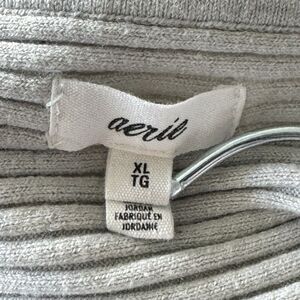 aerie
XL
TG
JORDAN
FABRIQUÉ EN
JORDANIE